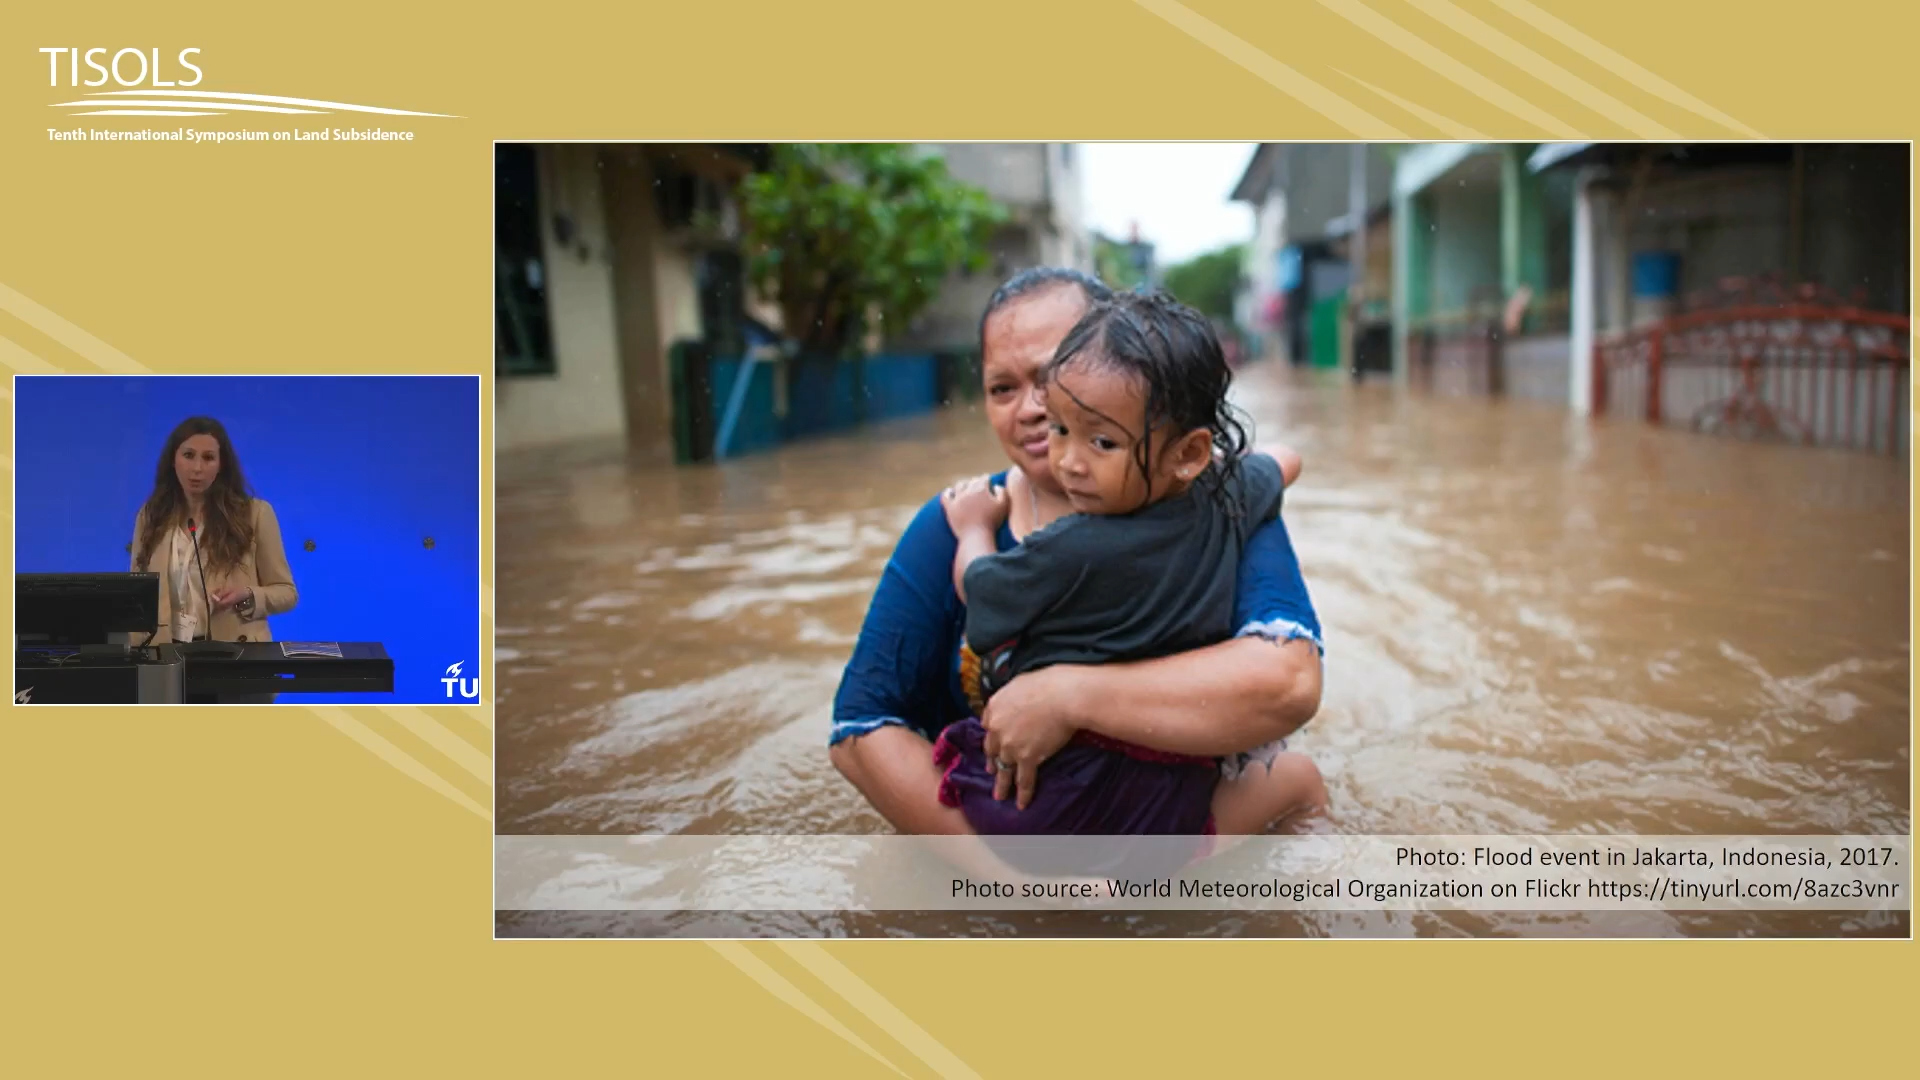 TISOLS
Tenth International Symposium on Land Subsidence
TU
Photo: Flood event in Jakarta, Indonesia, 2017.
Photo source: World Meteorological Organization on Flickr https://tinyurl.com/8azc3vnr